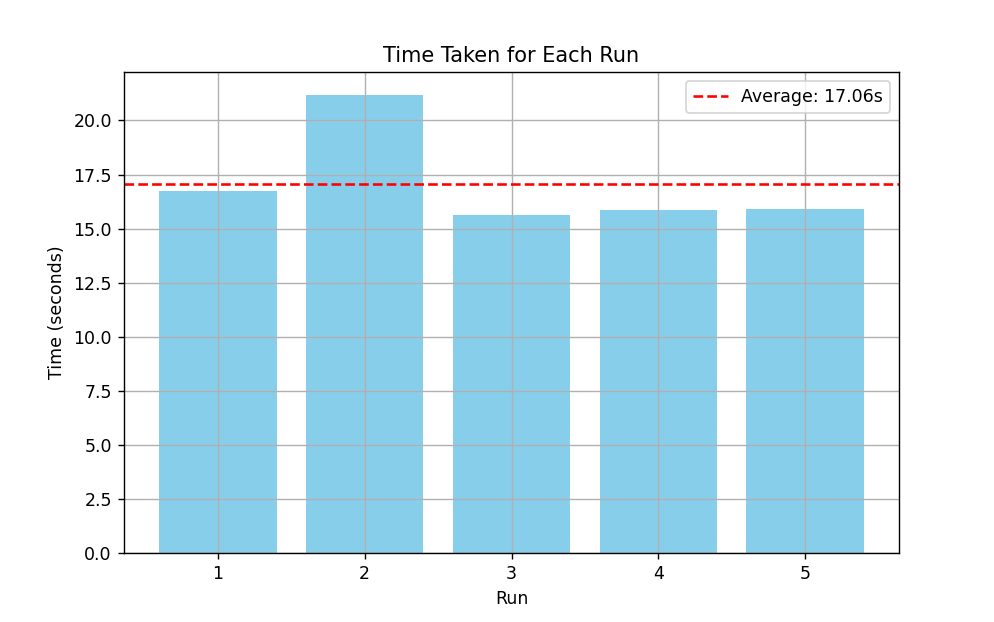 Time Taken for Each Run
Average: 17.06s
20.0
17.5
15.0
12.5
10.0
7.5
5.0
2.5
0.0
Time (seconds)
1 2 3 4 5
Run